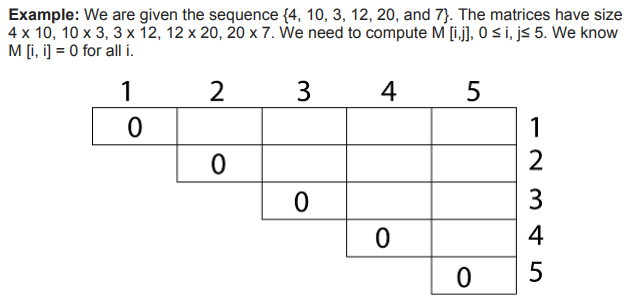 Example: We are given the sequence {4, 10, 3, 12, 20, and 7}. The matrices have size
4 x 10, 10 x 3, 3 x 12, 12 x 20, 20 x 7. We need to compute M [i,j], 0 ≤ i, j≤ 5. We know
M [i, i] = 0 for all i.
1 2 3 4 5
0 1
0 2
0 3
0 4
0 5